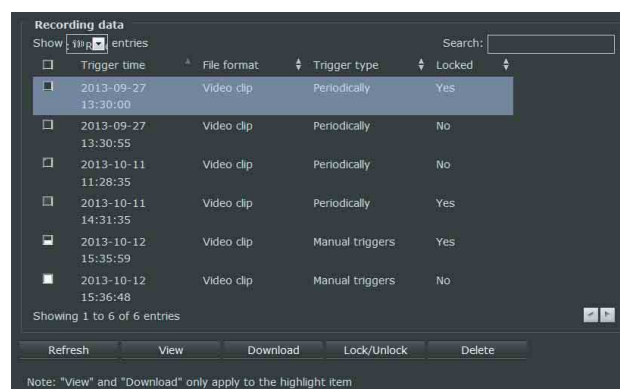 Recording data
Show entries Search:
Trigger time File format Trigger type Locked
2013-09-27 Video clip Periodically Yes
13:30:00
2013-09-27 Video clip Periodically No
13:30:55
2013-10-11 Video clip Periodically No
11:28:35
2013-10-11 Video clip Periodically Yes
14:31:35
2013-10-12 Video clip Manual triggers Yes
15:35:59
2013-10-12 Video clip Manual triggers No
15:36:48
Showing 1 to 6 of 6 entries
Refresh View Download Lock/Unlock Delete
Note: "View" and "Download" only apply to the highlight item